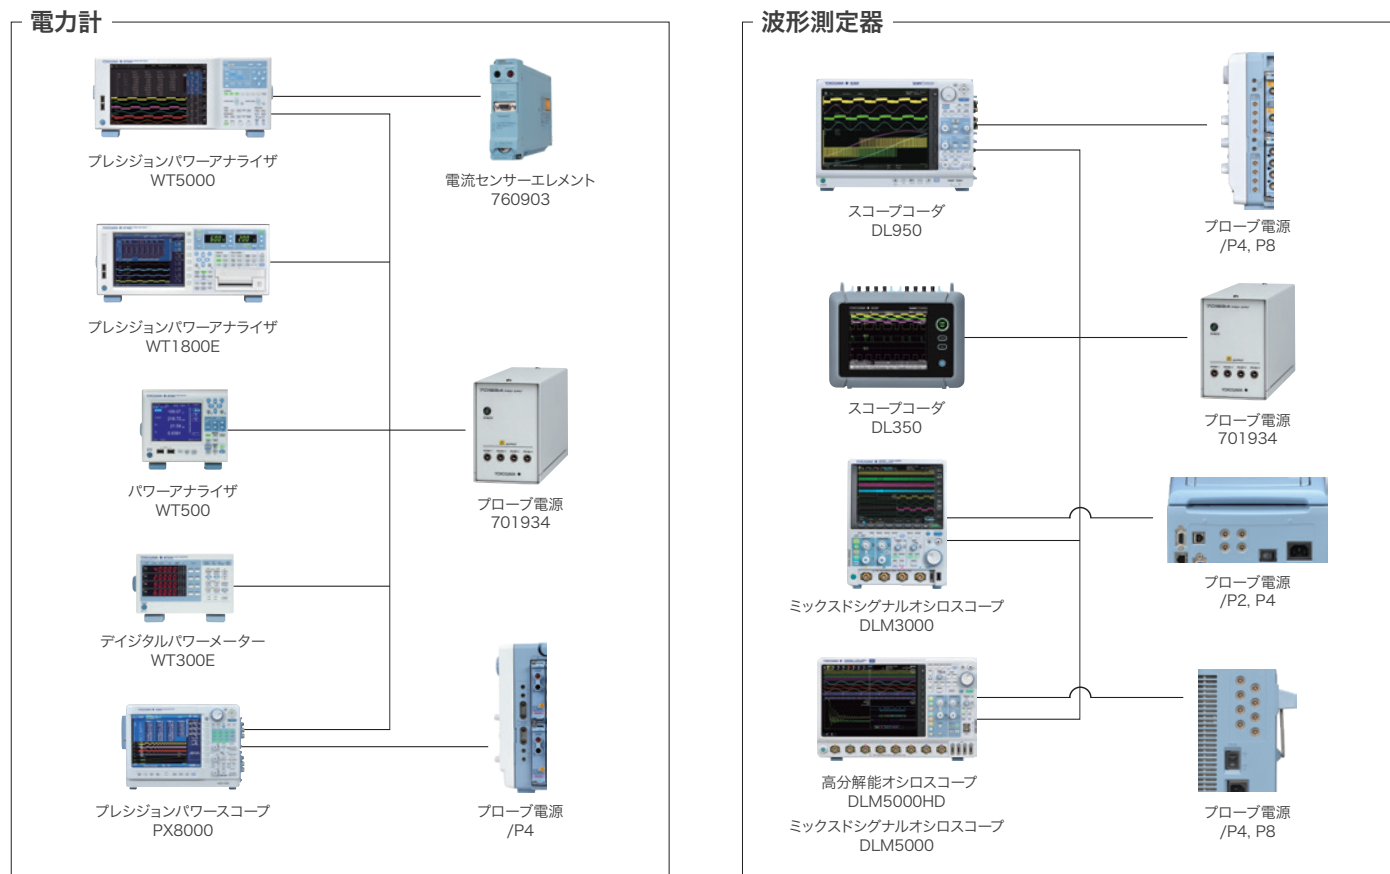 電力計
プレシジョンパワーアナライザ
WT5000
電流センサーエレメント
760903
プレシジョンパワーアナライザ
WT1800E
パワーアナライザ
WT500
プローブ電源
701934
デイジタルパワーメーター
WT300E
プレシジョンパワースコープ
PX8000
プローブ電源
/P4
波形測定器
スコープコーダ
DL950
プローブ電源
/P4, P8
スコープコーダ
DL350
プローブ電源
701934
ミックスドシグナルオシロスコープ
DLM3000
プローブ電源
/P2, P4
高分解能オシロスコープ
DLM5000HD
ミックスドシグナルオシロスコープ
DLM5000
プローブ電源
/P4, P8